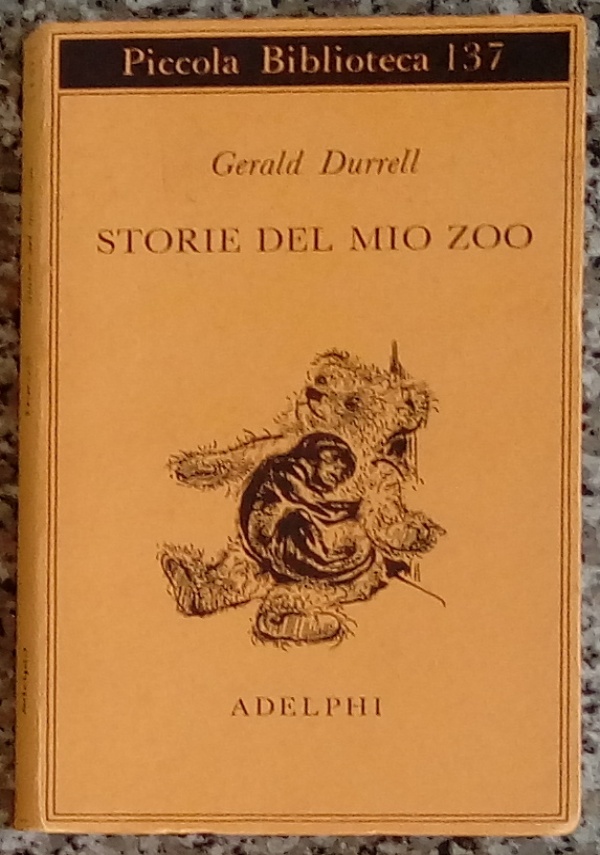 Piccola Biblioteca 137
Gerald Durrell
STORIE DEL MIO ZOO
ADELPHI